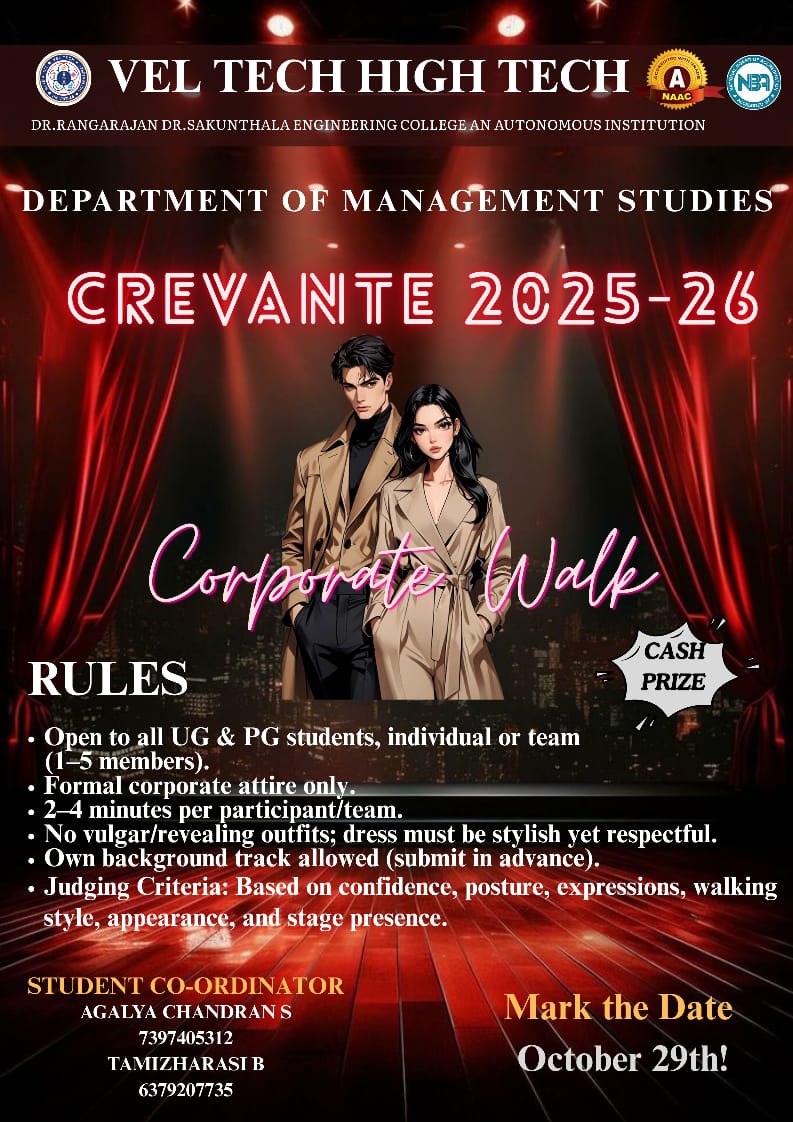 VEL TECH HIGH TECH
DR.RANGARAJAN DR.SAKUNTHALA ENGINEERING COLLEGE AN AUTONOMOUS INSTITUTION
A
NAAC
NBA
DEPARTMENT OF MANAGEMENT STUDIES
CREVANTE 2025-26
Corporate Walk
CASH
PRIZE
RULES
• Open to all UG & PG students, individual or team
(1–5 members).
• Formal corporate attire only.
• 2–4 minutes per participant/team.
• No vulgar/revealing outfits; dress must be stylish yet respectful.
• Own background track allowed (submit in advance).
• Judging Criteria: Based on confidence, posture, expressions, walking
style, appearance, and stage presence.
STUDENT CO-ORDINATOR
AGALYA CHANDRAN S
7397405312
TAMIZHARASI B
6379207735
Mark the Date
October 29th!